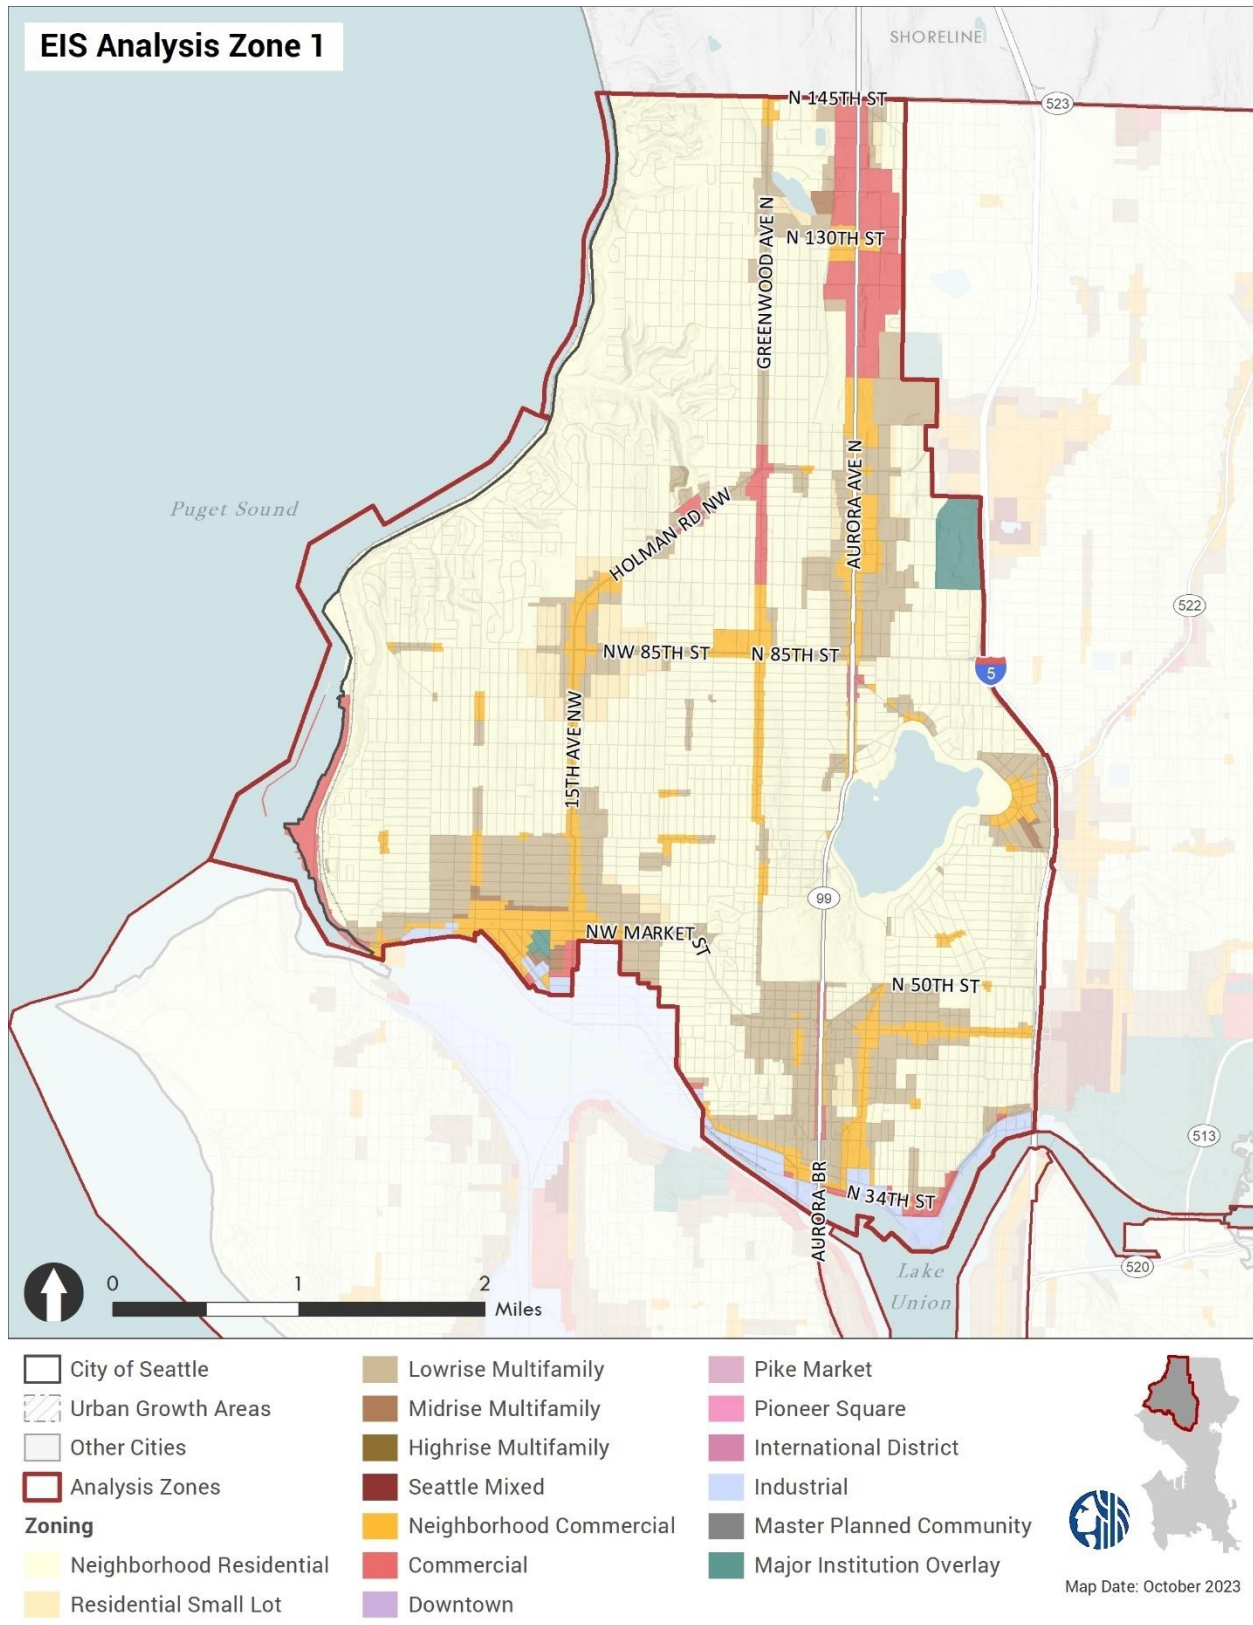 EIS Analysis Zone 1
SHORELINE
N 145TH ST
523
GREENWOOD AVE N
N 130TH ST
AURORA AVE N
Puget Sound
HOLMAN RD NW
522
NW 85TH ST
N 85TH ST
5
15TH AVE NW
99
NW MARKET ST
N 50TH ST
513
AURORA BR
N 34TH ST
520
Lake
Union
0 1 2
Miles
City of Seattle
Urban Growth Areas
Other Cities
Analysis Zones
Zoning
Neighborhood Residential
Residential Small Lot
Lowrise Multifamily
Midrise Multifamily
Highrise Multifamily
Seattle Mixed
Neighborhood Commercial
Commercial
Downtown
Pike Market
Pioneer Square
International District
Industrial
Master Planned Community
Major Institution Overlay
Map Date: October 2023